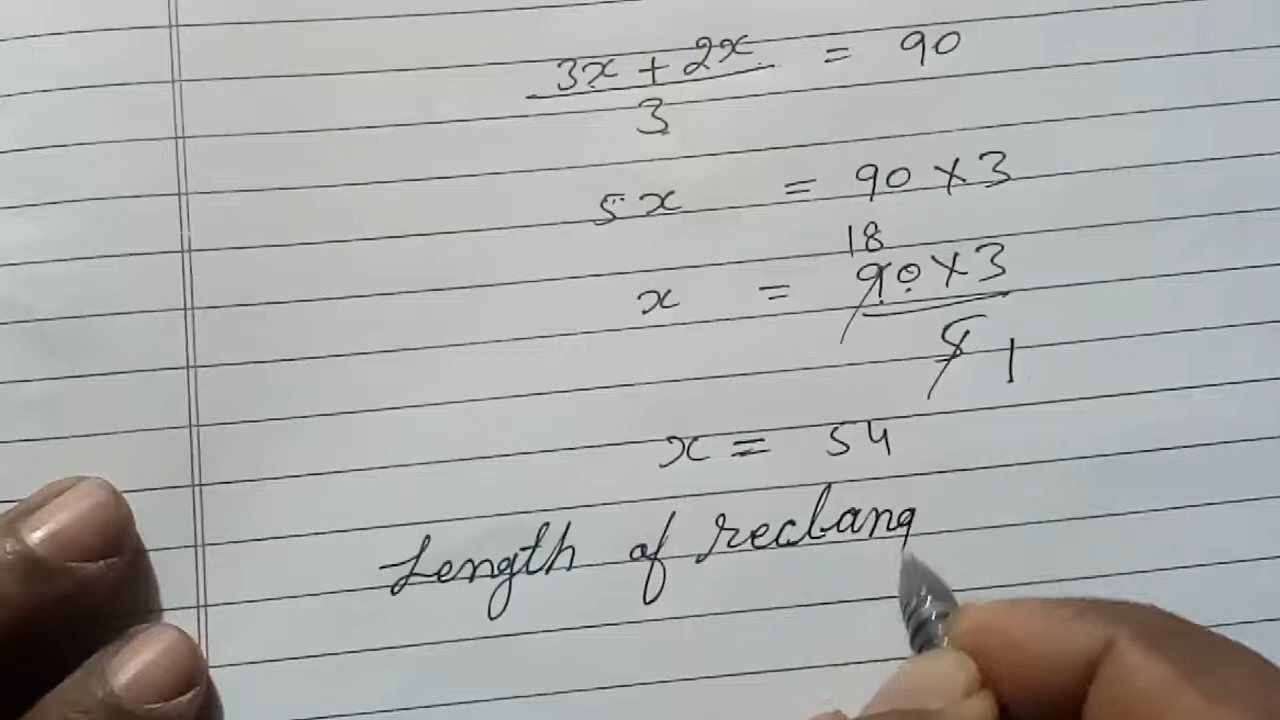 3x + 2x = 90
3
5x = 90 × 3
18
x = 90 × 3
5 1
x = 54
Length of rectang